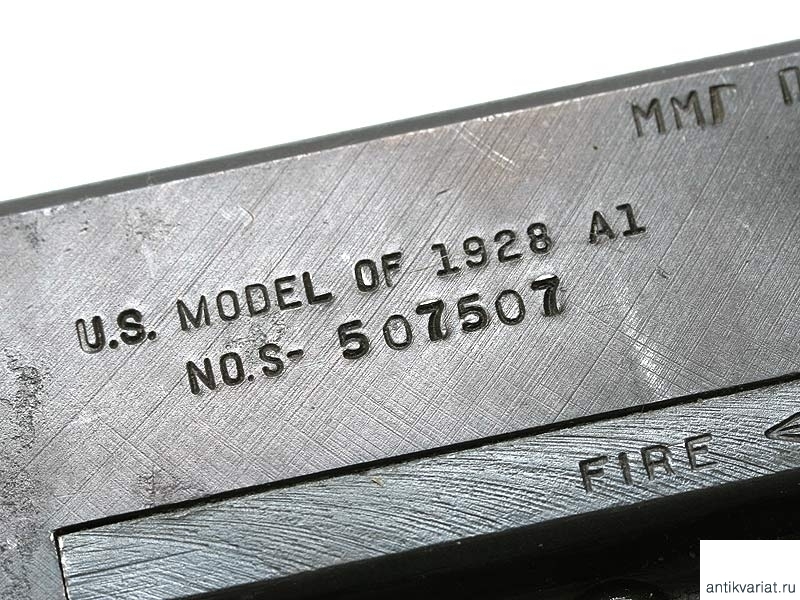 ММГ П
U.S. MODEL OF 1928 A1
NO.S- 507507
FIRE
antikvariat.ru